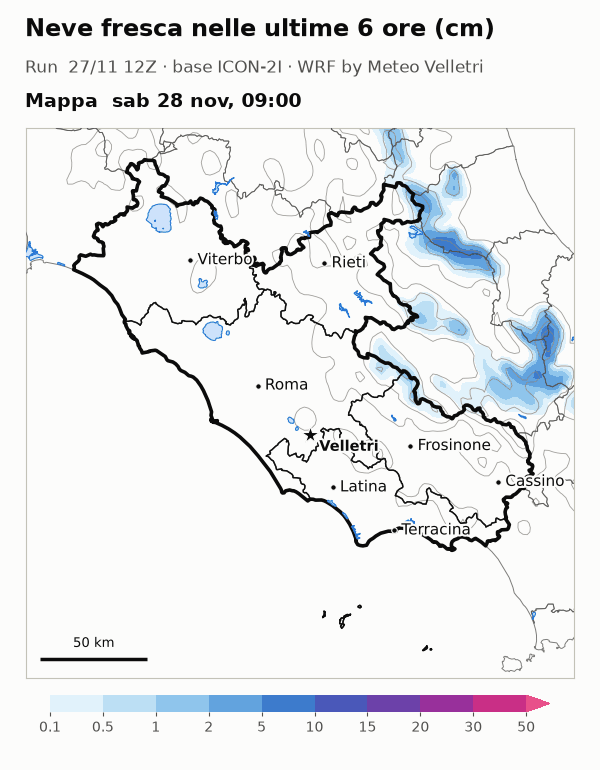 Neve fresca nelle ultime 6 ore (cm)
Run  27/11 12Z · base ICON-2I · WRF by Meteo Velletri
Mappa  sab 28 nov, 09:00
Viterbo
Rieti
Roma
Velletri
Frosinone
Latina
Cassino
Terracina
50 km
0.1 0.5 1 2 5 10 15 20 30 50